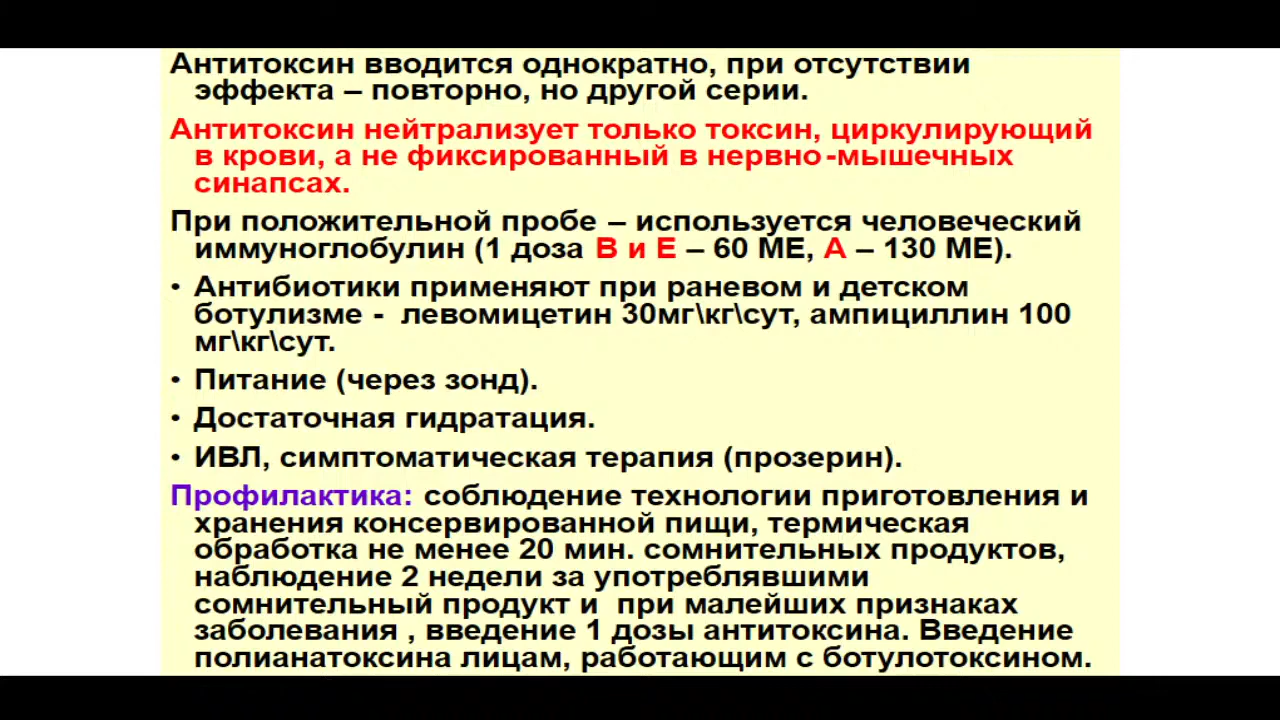 Антитоксин вводится однократно, при отсутствии
эффекта – повторно, но другой серии.
Антитоксин нейтрализует только токсин, циркулирующий
в крови, а не фиксированный в нервно-мышечных
синапсах.
При положительной пробе – используется человеческий
иммуноглобулин (1 доза В и Е – 60 МЕ, А – 130 МЕ).
• Антибиотики применяют при раневом и детском
ботулизме - левомицетин 30мг\кг\сут, ампициллин 100
мг\кг\сут.
• Питание (через зонд).
• Достаточная гидратация.
• ИВЛ, симптоматическая терапия (прозерин).
Профилактика: соблюдение технологии приготовления и
хранения консервированной пищи, термическая
обработка не менее 20 мин. сомнительных продуктов,
наблюдение 2 недели за употреблявшими
сомнительный продукт и при малейших признаках
заболевания , введение 1 дозы антитоксина. Введение
полианатоксина лицам, работающим с ботулотоксином.